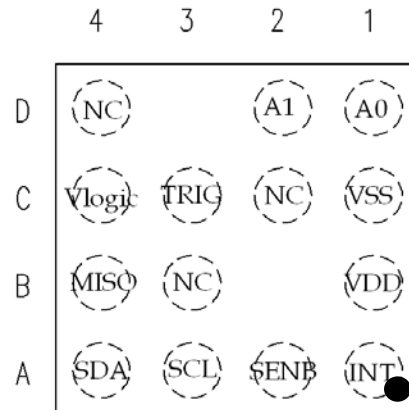 4 3 2 1
D NC A1 A0
C Vlogic TRIG NC VSS
B MISO NC VDD
A SDA SCL SENB INT